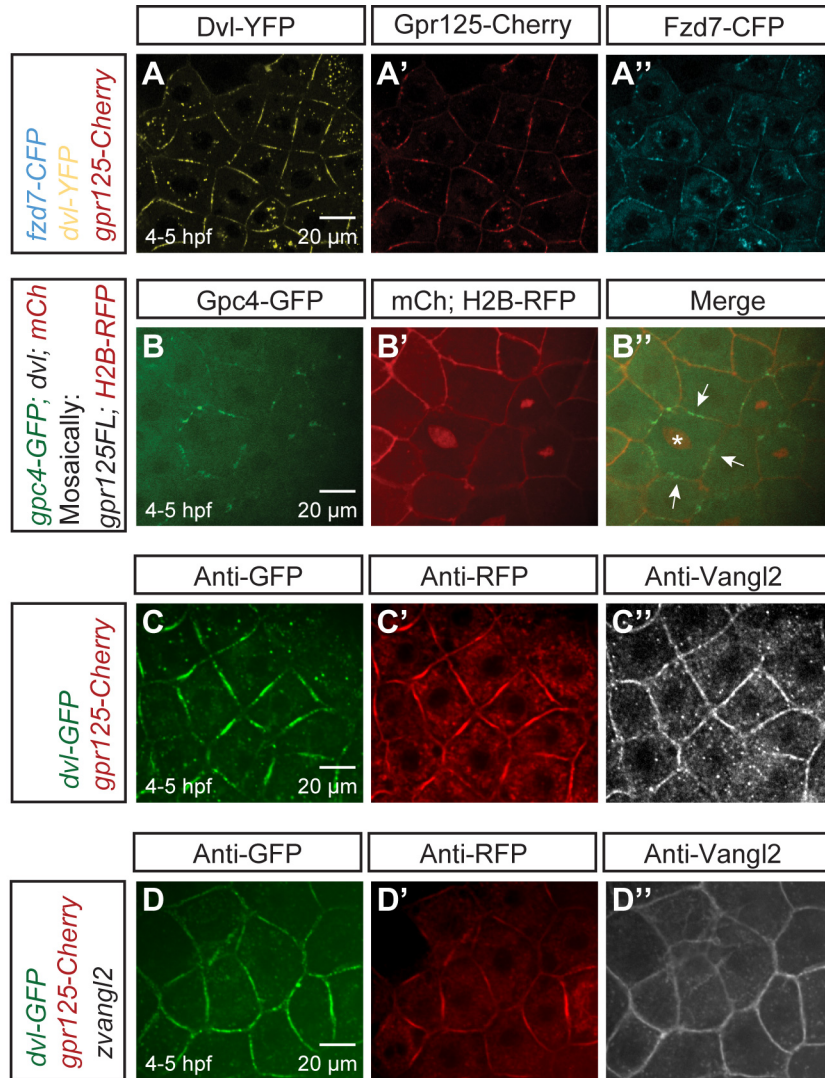 Dvl-YFP
Gpr125-Cherry
Fzd7-CFP
fzd7-CFP
dvl-YFP
gpr125-Cherry
A
4-5 hpf
20 µm
A’
A’’
Gpc4-GFP
mCh; H2B-RFP
Merge
gpc4-GFP; dvl; mCh
Mosaically:
gpr125FL; H2B-RFP
B
4-5 hpf
20 µm
B’
B’’
*
Anti-GFP
Anti-RFP
Anti-Vangl2
dvl-GFP
gpr125-Cherry
C
4-5 hpf
20 µm
C’
C’’
Anti-GFP
Anti-RFP
Anti-Vangl2
dvl-GFP
gpr125-Cherry
zvangl2
D
4-5 hpf
20 µm
D’
D’’